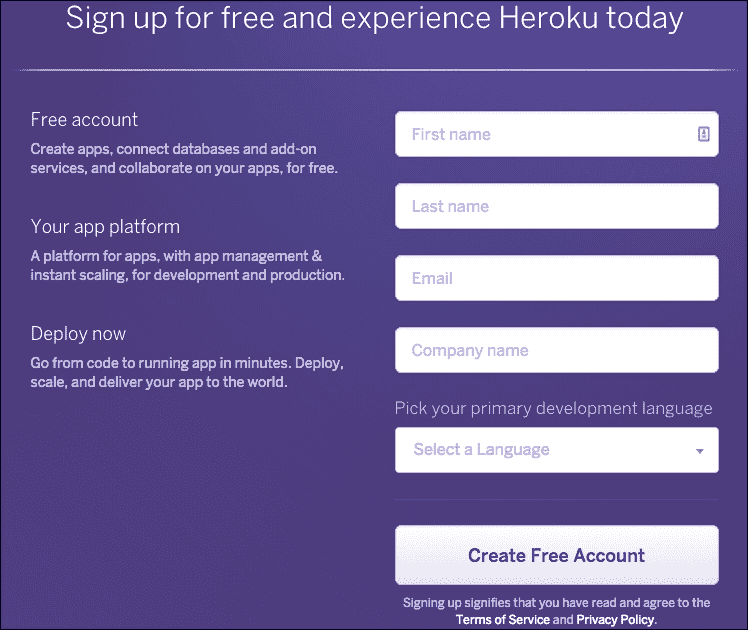 Sign up for free and experience Heroku today
Free account
Create apps, connect databases and add-on
services, and collaborate on your apps, for free.
Your app platform
A platform for apps, with app management &
instant scaling, for development and production.
Deploy now
Go from code to running app in minutes. Deploy,
scale, and deliver your app to the world.
First name
Last name
Email
Company name
Pick your primary development language
Select a Language
Create Free Account
Signing up signifies that you have read and agree to the
Terms of Service and Privacy Policy.